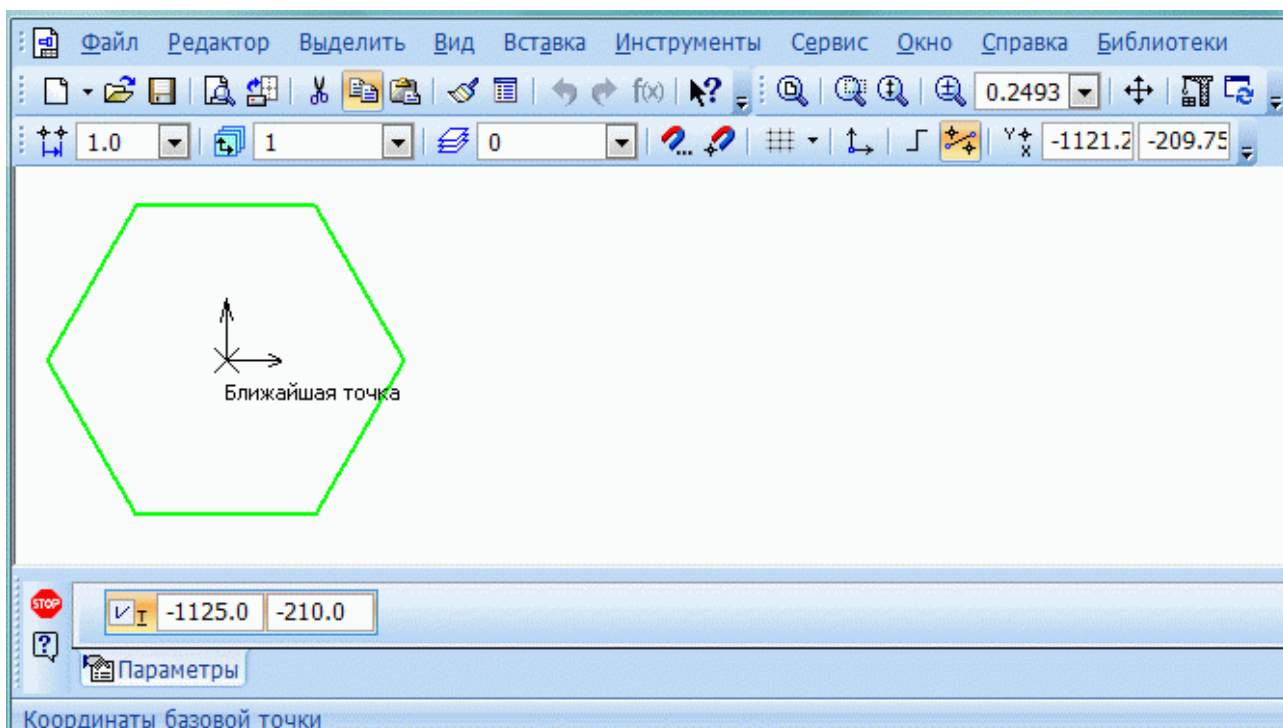 Файл Редактор Выделить Вид Вставка Инструменты Сервис Окно Справка Библиотеки
f(x) 0.2493
1.0 1 0 Y X -1121.2 -209.75
Ближайшая точка
STOP T -1125.0 -210.0
Параметры
Координаты базовой точки